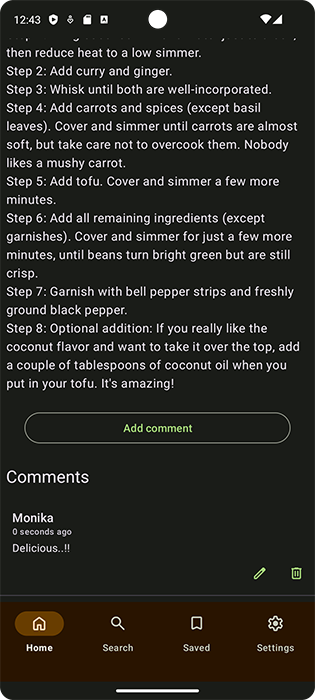 12:43
then reduce heat to a low simmer.
Step 2: Add curry and ginger.
Step 3: Whisk until both are well-incorporated.
Step 4: Add carrots and spices (except basil
leaves). Cover and simmer until carrots are almost
soft, but take care not to overcook them. Nobody
likes a mushy carrot.
Step 5: Add tofu. Cover and simmer a few more
minutes.
Step 6: Add all remaining ingredients (except
garnishes). Cover and simmer for just a few more
minutes, until beans turn bright green but are still
crisp.
Step 7: Garnish with bell pepper strips and freshly
ground black pepper.
Step 8: Optional addition: If you really like the
coconut flavor and want to take it over the top, add
a couple of tablespoons of coconut oil when you
put in your tofu. It's amazing!
Add comment
Comments
Monika
0 seconds ago
Delicious..!!
Home Search Saved Settings